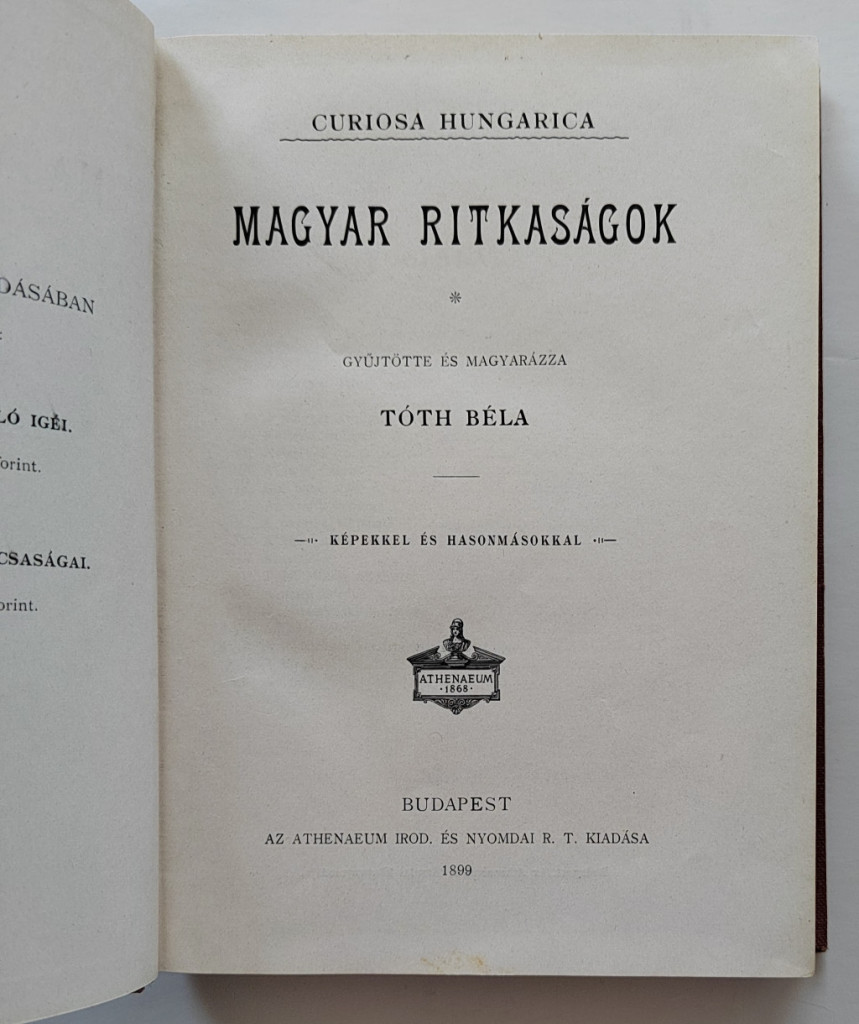 DÁSÁBAN
LÓ IGÉI.
forint.
CSASÁGAI.
orint.
CURIOSA HUNGARICA
MAGYAR RITKASÁGOK
GYŰJTÖTTE ÉS MAGYARÁZZA
TÓTH BÉLA
KÉPEKKEL ÉS HASONMÁSOKKAL
ATHENAEUM
·1868·
BUDAPEST
AZ ATHENAEUM IROD. ÉS NYOMDAI R. T. KIADÁSA
1899